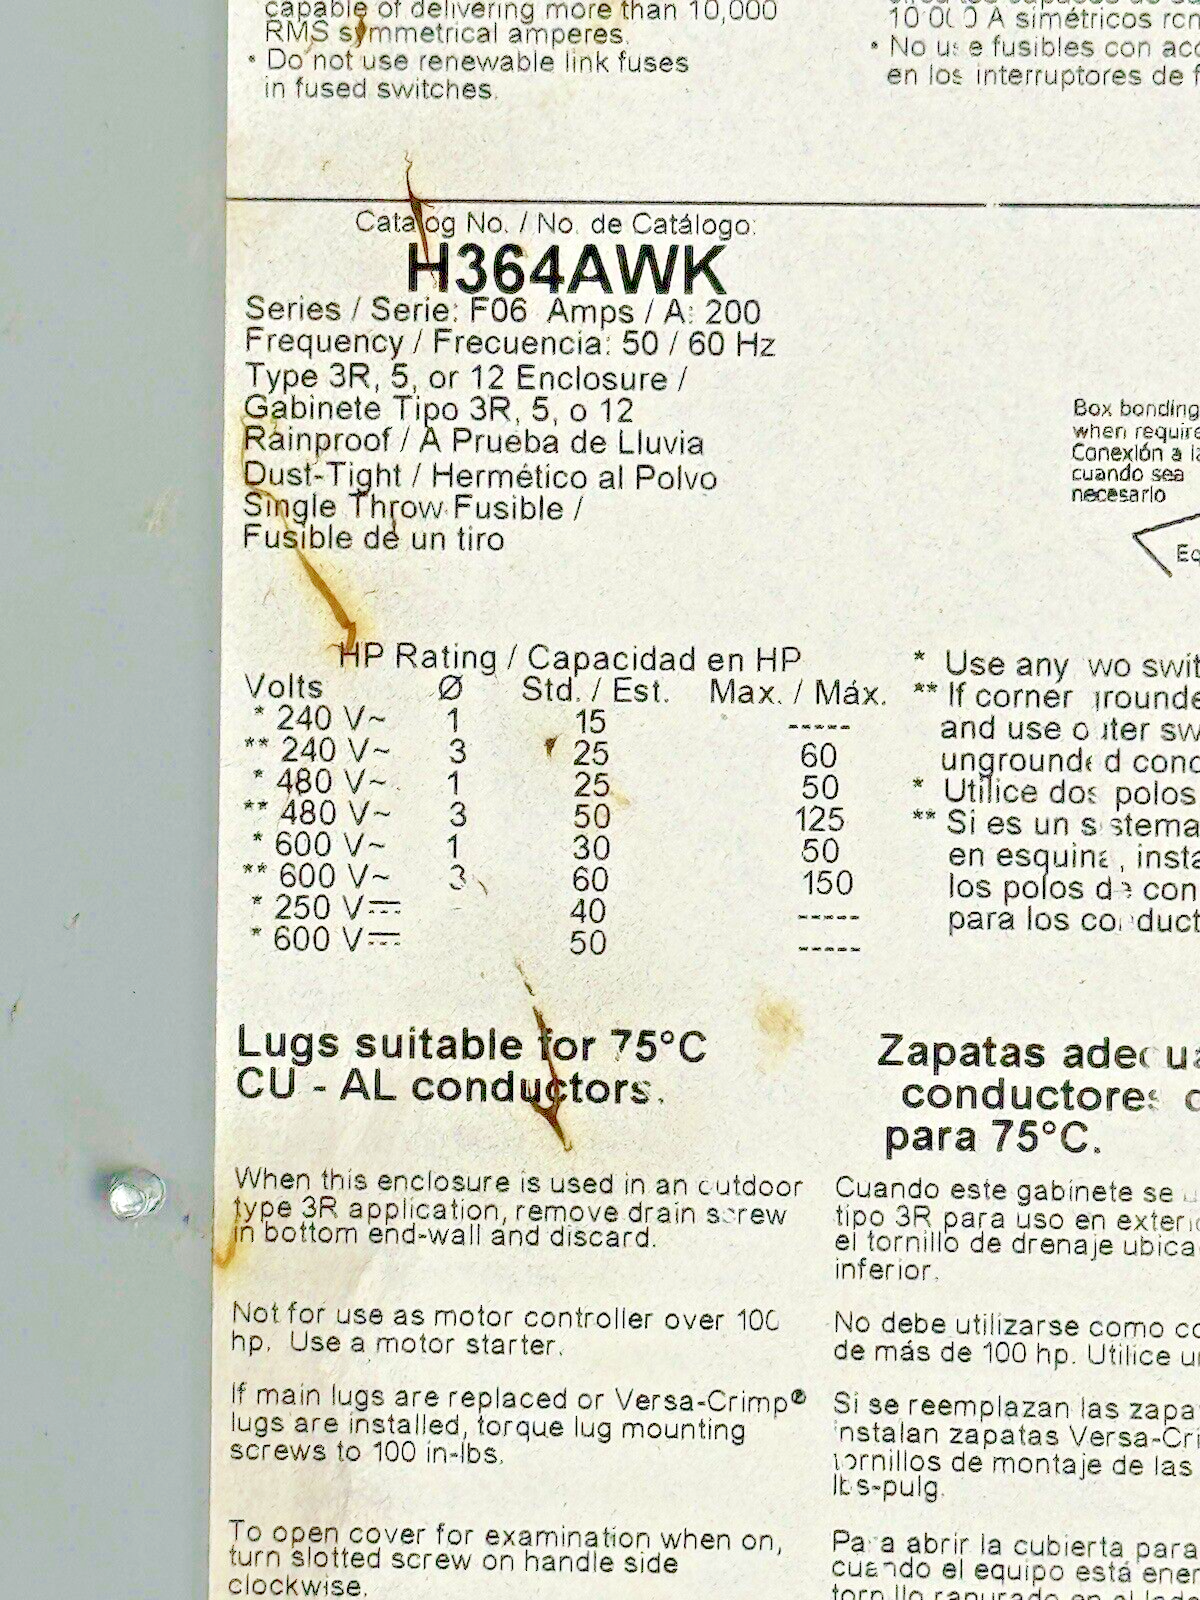 capable of delivering more than 10,000
RMS symmetrical amperes.
• Do not use renewable link fuses
in fused switches.
A simétricos
• No use fusibles con
en los interruptores de
Catalog No. / No. de Catálogo:
H364AWK
Series / Serie: F06 Amps / A: 200
Frequency / Frecuencia: 50 / 60 Hz
Type 3R, 5, or 12 Enclosure /
Gabinete Tipo 3R, 5, o 12
Rainproof / A Prueba de Lluvia
Dust-Tight / Hermético al Polvo
Single Throw Fusible /
Fusible de un tiro
Box bonding
when
Conexión a
cuando sea
necesario
HP Rating / Capacidad en HP
Volts Ø Std. / Est. Max. / Máx.
* 240 V~ 1 15 -----
** 240 V~ 3 25 60
* 480 V~ 1 25 50
** 480 V~ 3 50 125
* 600 V~ 1 30 50
** 600 V~ 3 60 150
* 250 V⎓ 40 -----
* 600 V⎓ 50 -----
* Use any two
** If corner
and use outer
ungrounded
* Utilice dos polos
** Si es un sistema
en esquina,
los polos de
para los
Lugs suitable for 75°C
CU - AL conductors.
Zapatas
conductores
para 75°C.
When this enclosure is used in an outdoor
type 3R application, remove drain screw
in bottom end-wall and discard.
Cuando este gabinete se
tipo 3R para uso en
el tornillo de drenaje
inferior.
Not for use as motor controller over 100
hp. Use a motor starter.
No debe utilizarse como
de más de 100 hp. Utilice
If main lugs are replaced or Versa-Crimp®
lugs are installed, torque lug mounting
screws to 100 in-lbs.
Si se reemplazan las
instalan zapatas
tornillos de montaje de las
lbs-pulg.
To open cover for examination when on,
turn slotted screw on handle side
clockwise.
Para abrir la cubierta para
cuando el equipo está